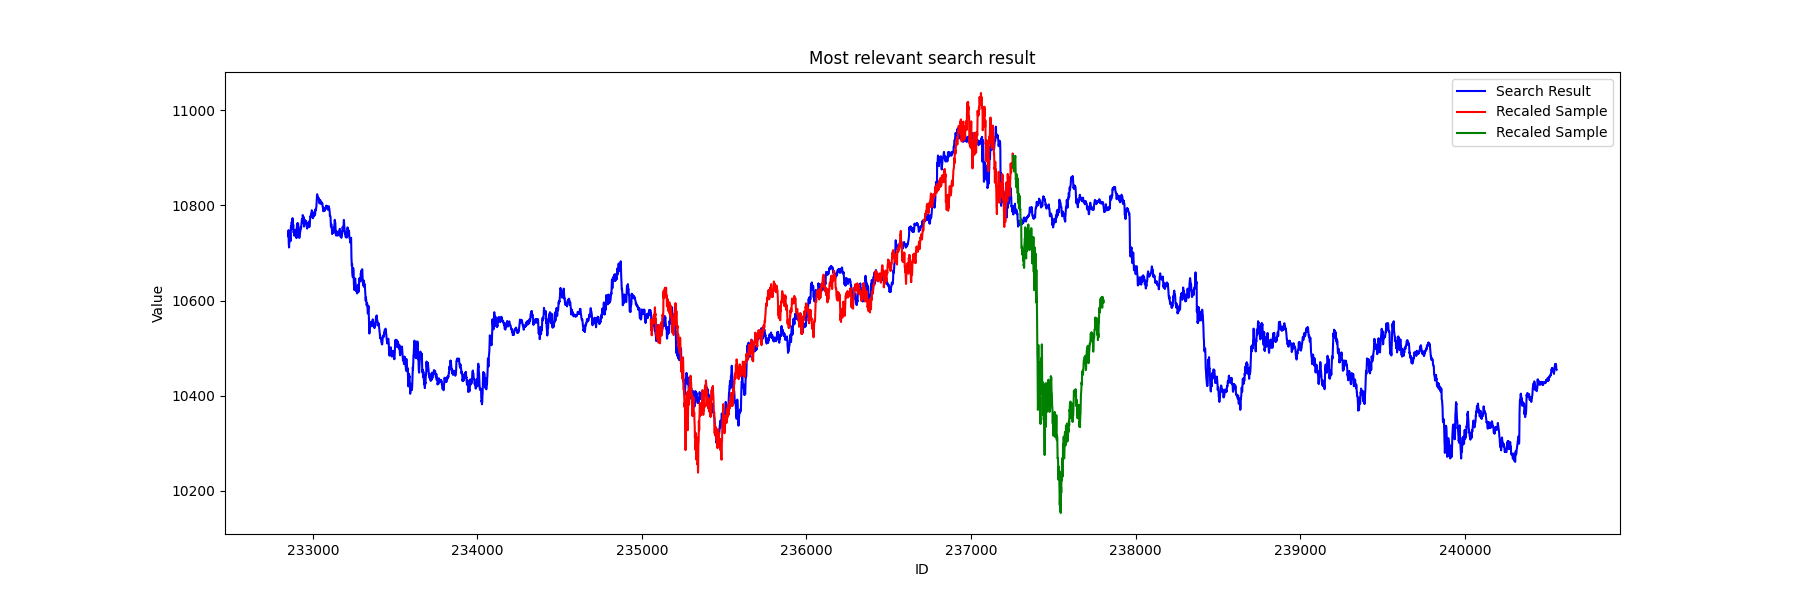 Most relevant search result
Search Result
Recaled Sample
Recaled Sample
11000
10800
10600
10400
10200
Value
233000 234000 235000 236000 237000 238000 239000 240000
ID